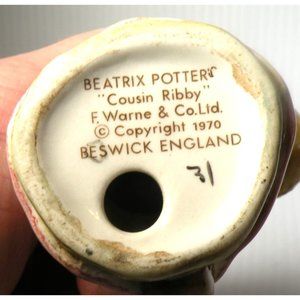 BEATRIX POTTER'S
"Cousin Ribby"
F. Warne & Co. Ltd.
© Copyright 1970
BESWICK ENGLAND
31